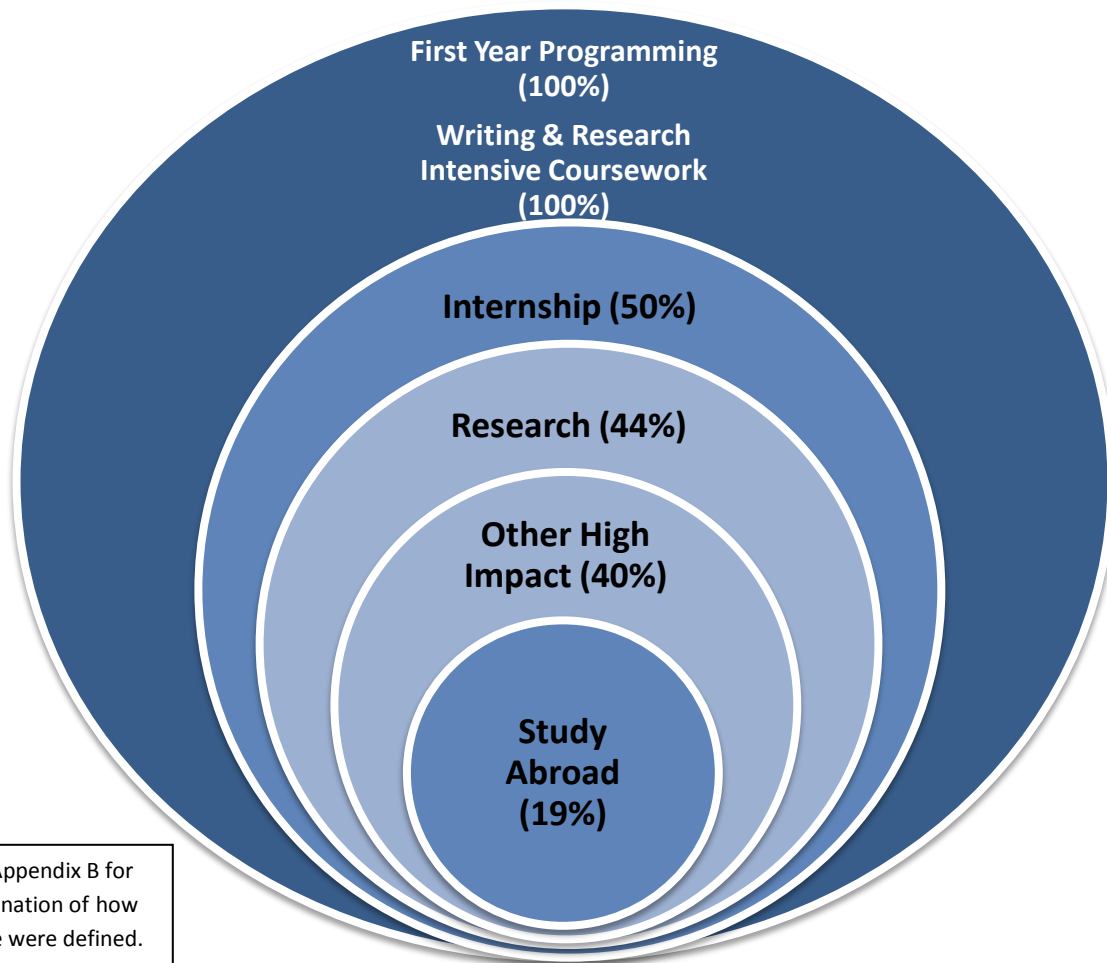 First Year Programming
(100%)
Writing & Research
Intensive Coursework
(100%)
Internship (50%)
Research (44%)
Other High
Impact (40%)
Study
Abroad
(19%)
Appendix B for
nation of how
e were defined.